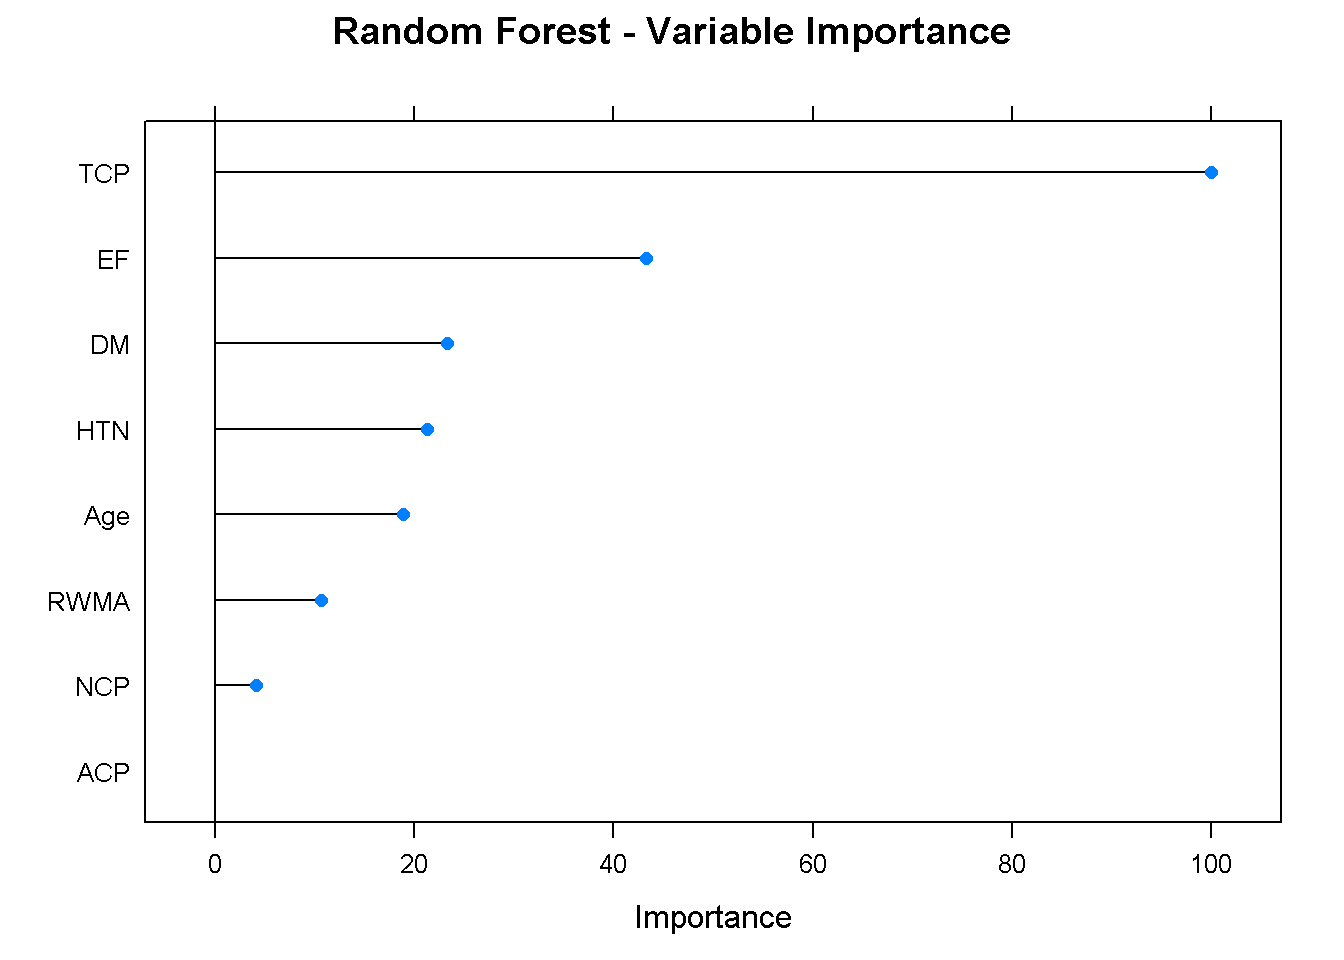 Random Forest - Variable Importance
TCP
EF
DM
HTN
Age
RWMA
NCP
ACP
0 20 40 60 80 100
Importance